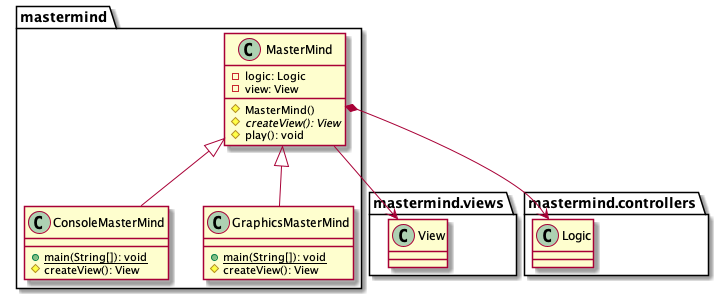 mastermind
C MasterMind
logic: Logic
view: View
MasterMind()
createView(): View
play(): void
C ConsoleMasterMind
main(String[]): void
createView(): View
C GraphicsMasterMind
main(String[]): void
createView(): View
mastermind.views
C View
mastermind.controllers
C Logic